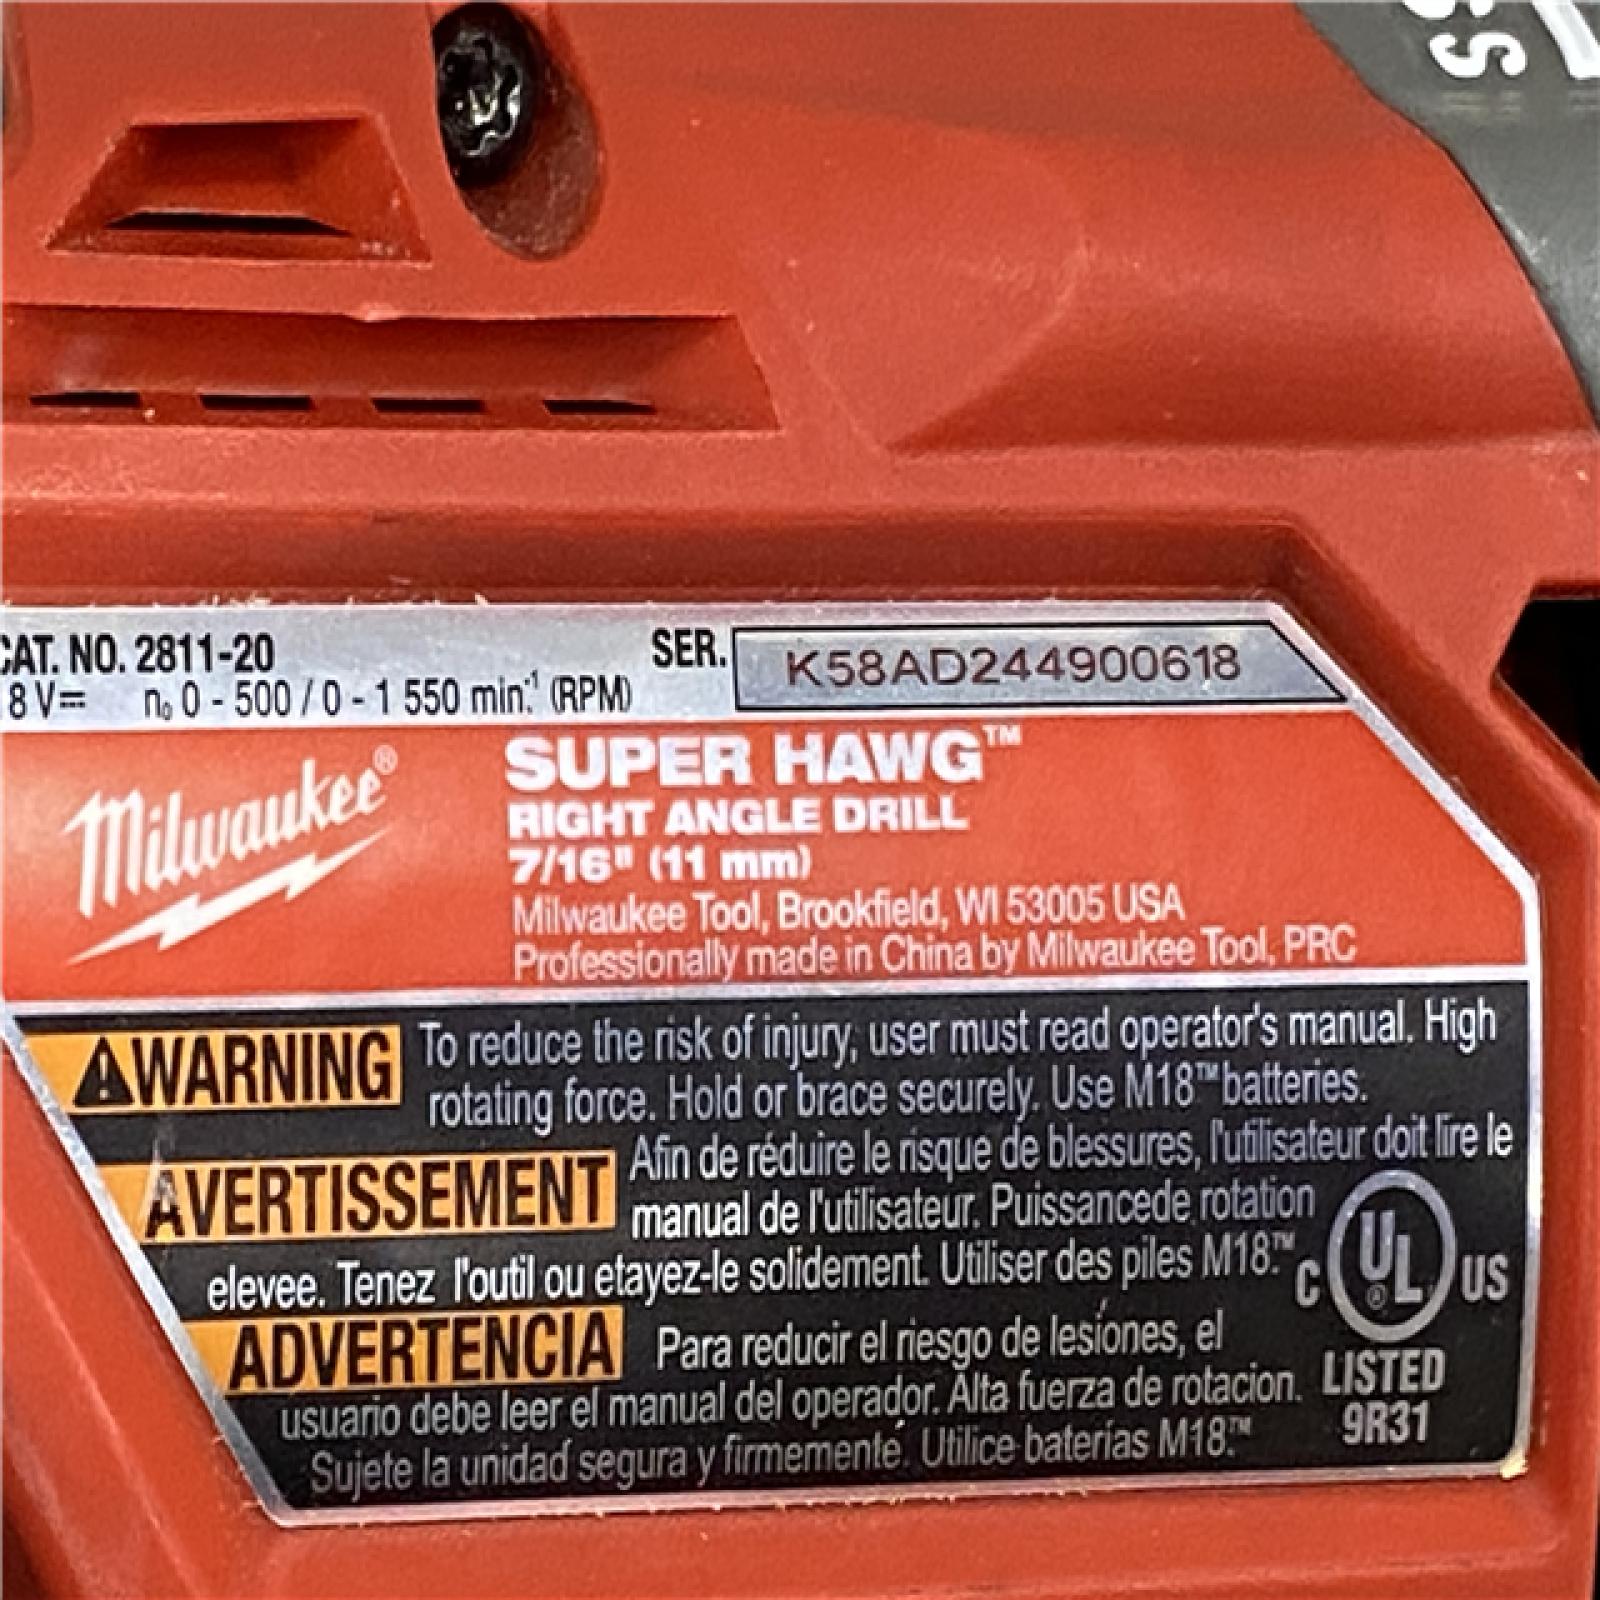 CAT. NO. 2811-20
SER. K58AD244900618
8 V⎓ n₀ 0 - 500 / 0 - 1 550 min.⁻¹ (RPM)
Milwaukee®
SUPER HAWG™
RIGHT ANGLE DRILL
7/16" (11 mm)
Milwaukee Tool, Brookfield, WI 53005 USA
Professionally made in China by Milwaukee Tool, PRC
⚠WARNING To reduce the risk of injury, user must read operator's manual. High
rotating force. Hold or brace securely. Use M18™ batteries.
AVERTISSEMENT Afin de réduire le risque de blessures, l'utilisateur doit lire le
manual de l'utilisateur. Puissancede rotation
elevee. Tenez l'outil ou etayez-le solidement. Utiliser des piles M18.™
ADVERTENCIA Para reducir el riesgo de lesíones, el
usuario debe leer el manual del operador. Alta fuerza de rotacion.
Sujete la unidad segura y firmemente. Utilice baterías M18.™
C UL® US
LISTED
9R31